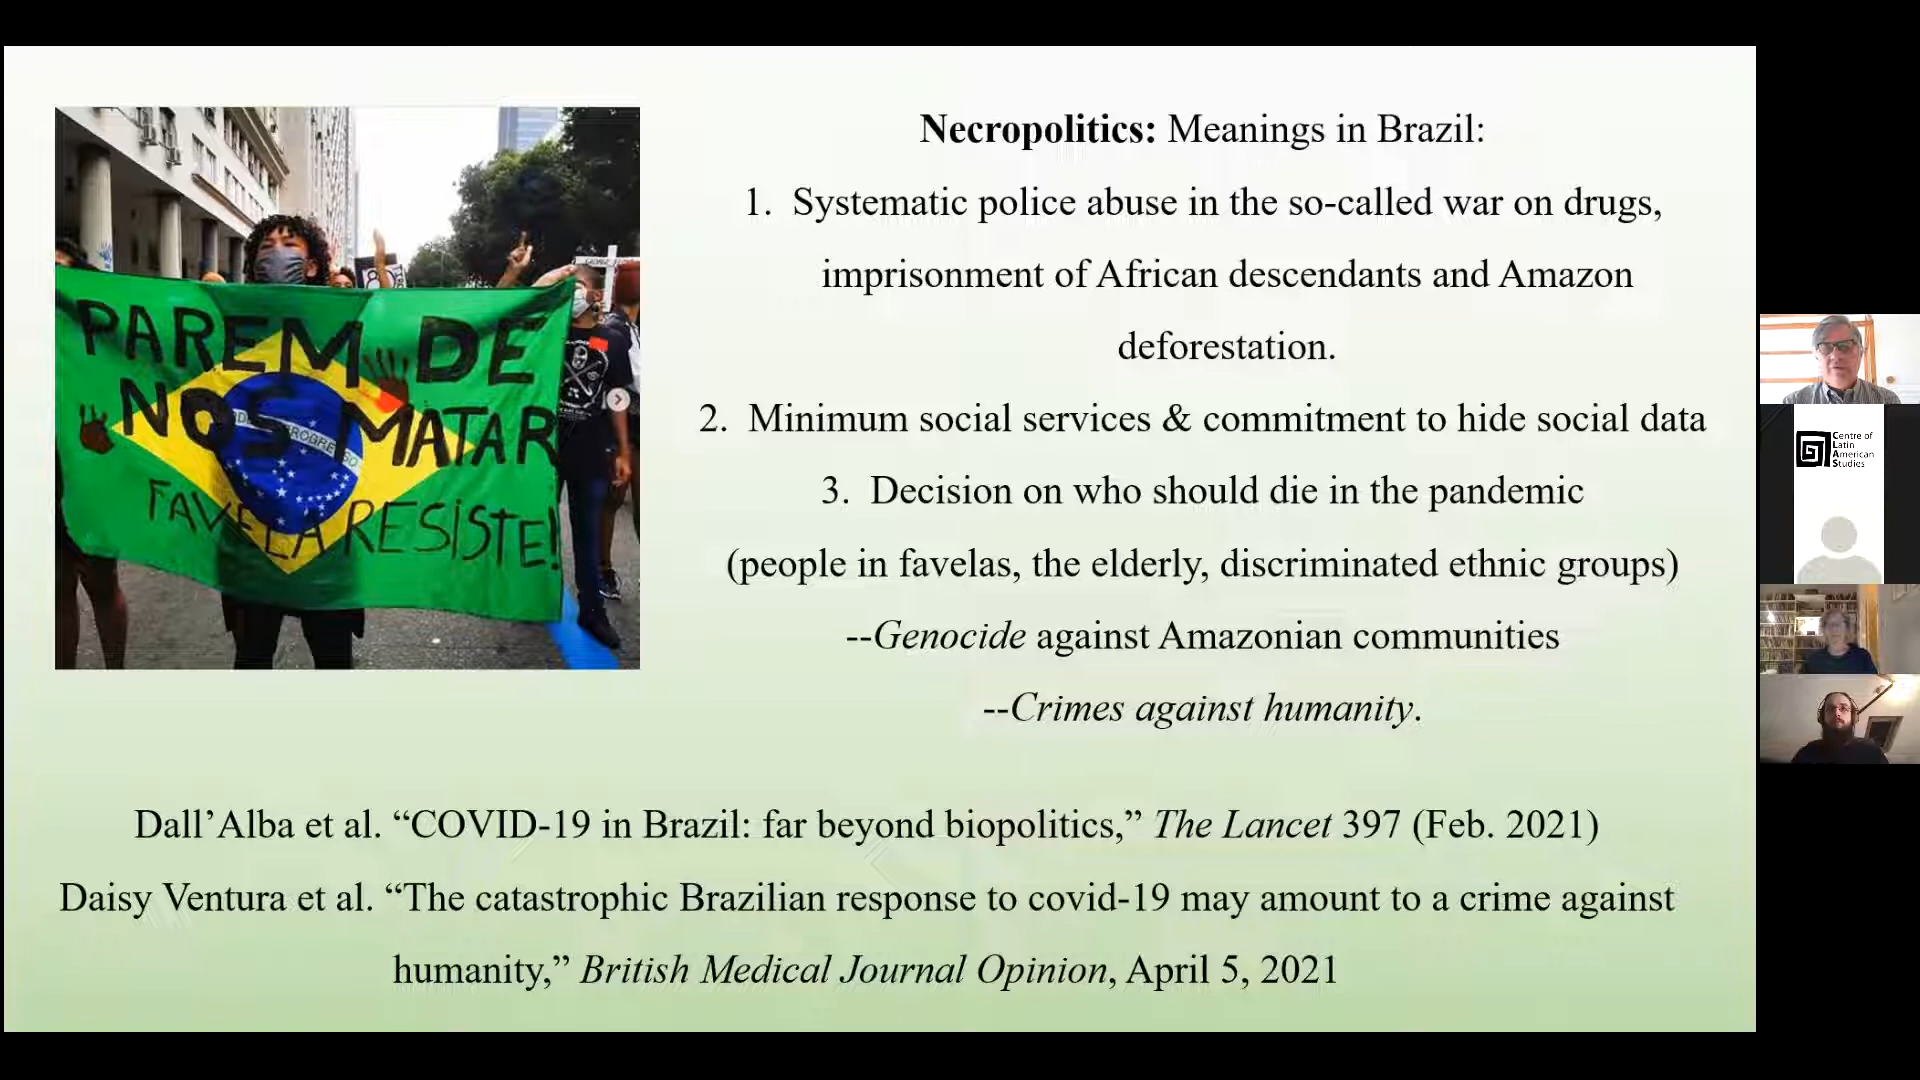 Necropolitics: Meanings in Brazil:
1. Systematic police abuse in the so-called war on drugs,
imprisonment of African descendants and Amazon
deforestation.
2. Minimum social services & commitment to hide social data
3. Decision on who should die in the pandemic
(people in favelas, the elderly, discriminated ethnic groups)
--Genocide against Amazonian communities
--Crimes against humanity.
PAREM DE
NOS MATAR
FAVELA RESISTE!
Dall’Alba et al. “COVID-19 in Brazil: far beyond biopolitics,” The Lancet 397 (Feb. 2021)
Daisy Ventura et al. “The catastrophic Brazilian response to covid-19 may amount to a crime against
humanity,” British Medical Journal Opinion, April 5, 2021
Centre of
Latin
American
Studies